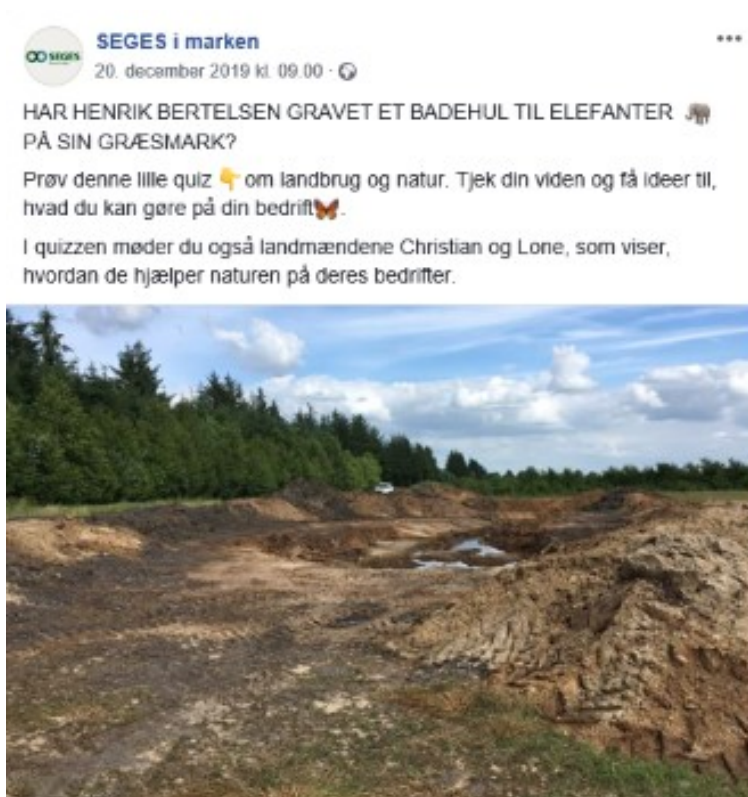 SEGES i marken
SEGES
20. december 2019 kl. 09.00 ·
HAR HENRIK BERTELSEN GRAVET ET BADEHUL TIL ELEFANTER 🐘
PÅ SIN GRÆSMARK?
Prøv denne lille quiz 👇 om landbrug og natur. Tjek din viden og få ideer til,
hvad du kan gøre på din bedrift🦋.
I quizzen møder du også landmændene Christian og Lone, som viser,
hvordan de hjælper naturen på deres bedrifter.